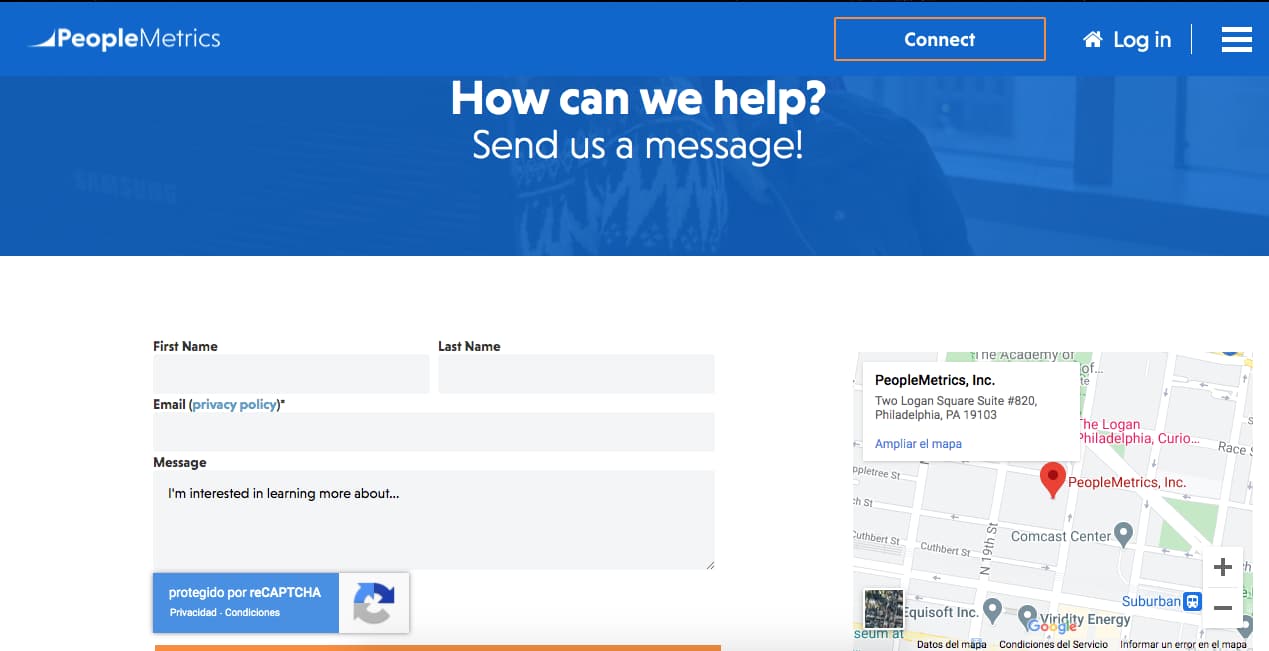 PeopleMetrics
Connect
Log in
How can we help?
Send us a message!
SAMSUNG
First Name
Last Name
Email (privacy policy)*
Message
I'm interested in learning more about...
protegido por reCAPTCHA
Privacidad - Condiciones
The Academy of
of...
PeopleMetrics, Inc.
Two Logan Square Suite #820,
Philadelphia, PA 19103
Ampliar el mapa
The Logan
Philadelphia, Curio...
Race S
ppletree St
PeopleMetrics, Inc.
ch St
Cuthbert St
Cuthbert St
N 19th St
Comcast Center
Suburban
Equisoft Inc.
Viridity Energy
Google
seum at
Datos del mapa
Condiciones del Servicio
Informar un error en el mapa